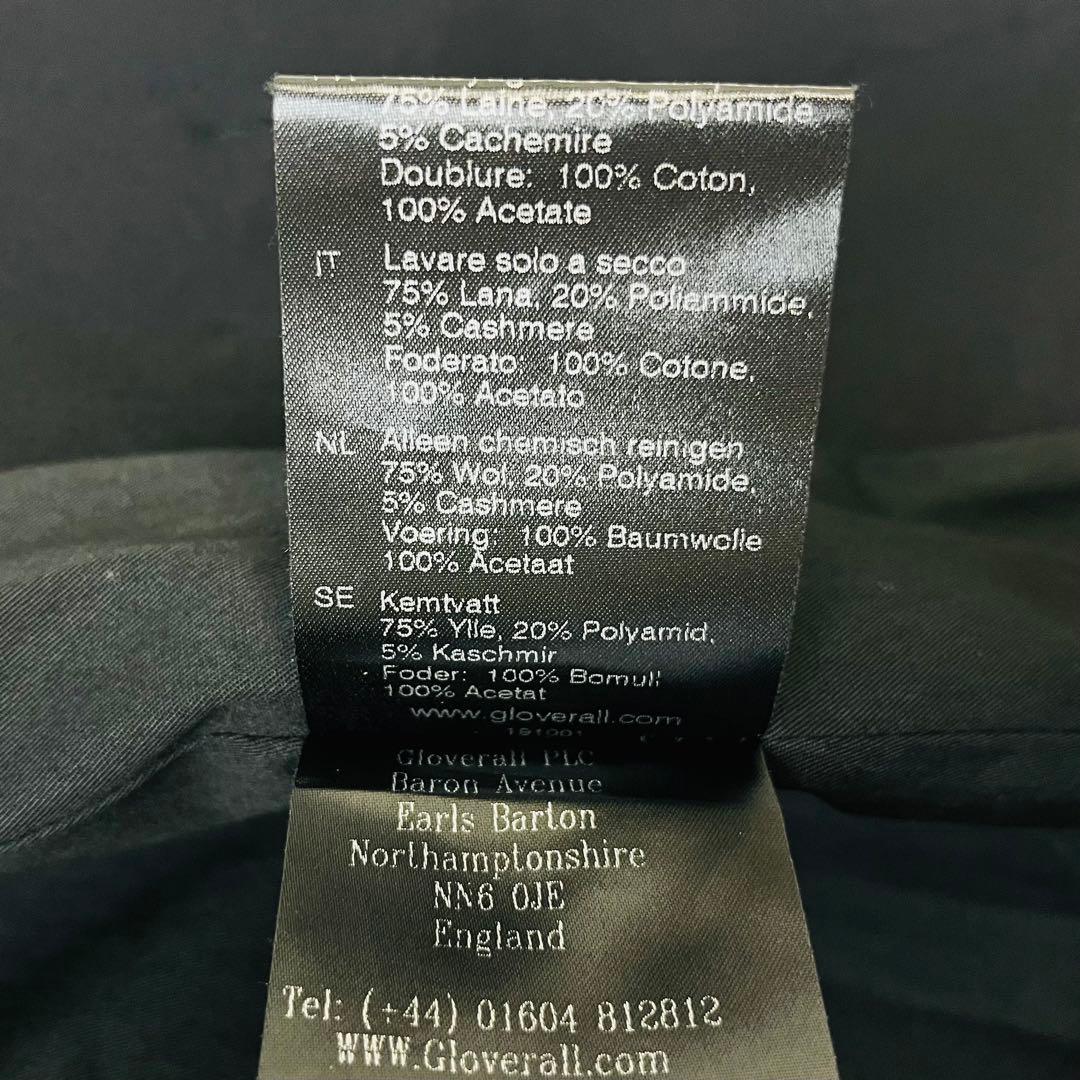 75% Laine, 20% Polyamide
5% Cachemire
Doublure: 100% Coton,
100% Acetate
IT Lavare solo a secco
75% Lana, 20% Poliammide,
5% Cashmere
Foderato: 100% Cotone,
100% Acetato
NL Alleen chemisch reinigen
75% Wol, 20% Polyamide,
5% Cashmere
Voering: 100% Baumwolle
100% Acetaat
SE Kemtvatt
75% Ylle, 20% Polyamid,
5% Kaschmir
Foder: 100% Bomull
100% Acetat
www.gloverall.com
Gloverall PLC
Baron Avenue
Earls Barton
Northamptonshire
NN6 0JE
England
Tel: (+44) 01604 812812
WWW.Gloverall.com